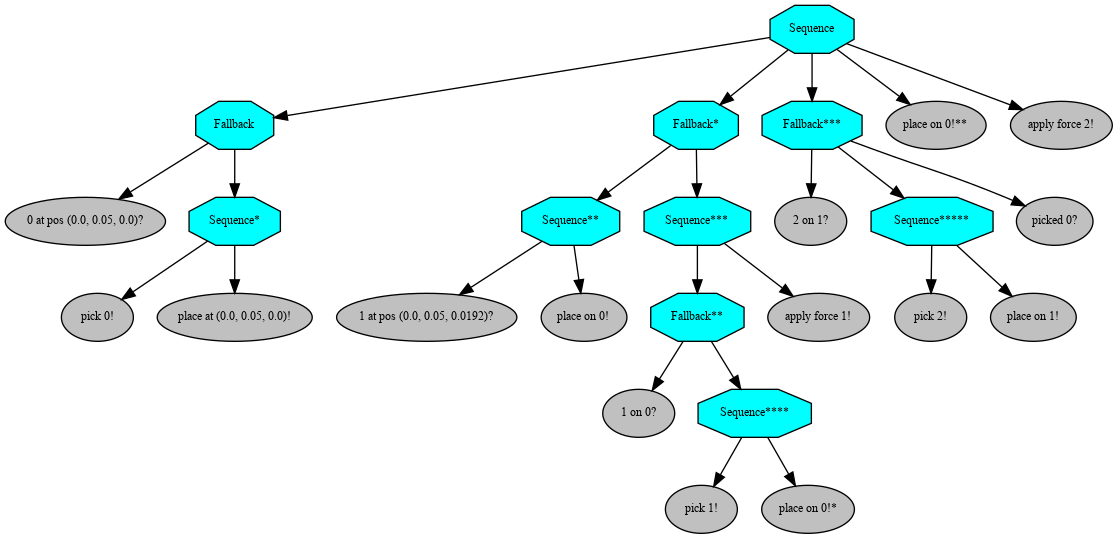 Sequence
Fallback
Fallback*
Fallback***
place on 0!**
apply force 2!
0 at pos (0.0, 0.05, 0.0)?
Sequence*
Sequence**
Sequence***
2 on 1?
Sequence*****
picked 0?
pick 0!
place at (0.0, 0.05, 0.0)!
1 at pos (0.0, 0.05, 0.0192)?
place on 0!
Fallback**
apply force 1!
pick 2!
place on 1!
1 on 0?
Sequence****
pick 1!
place on 0!*